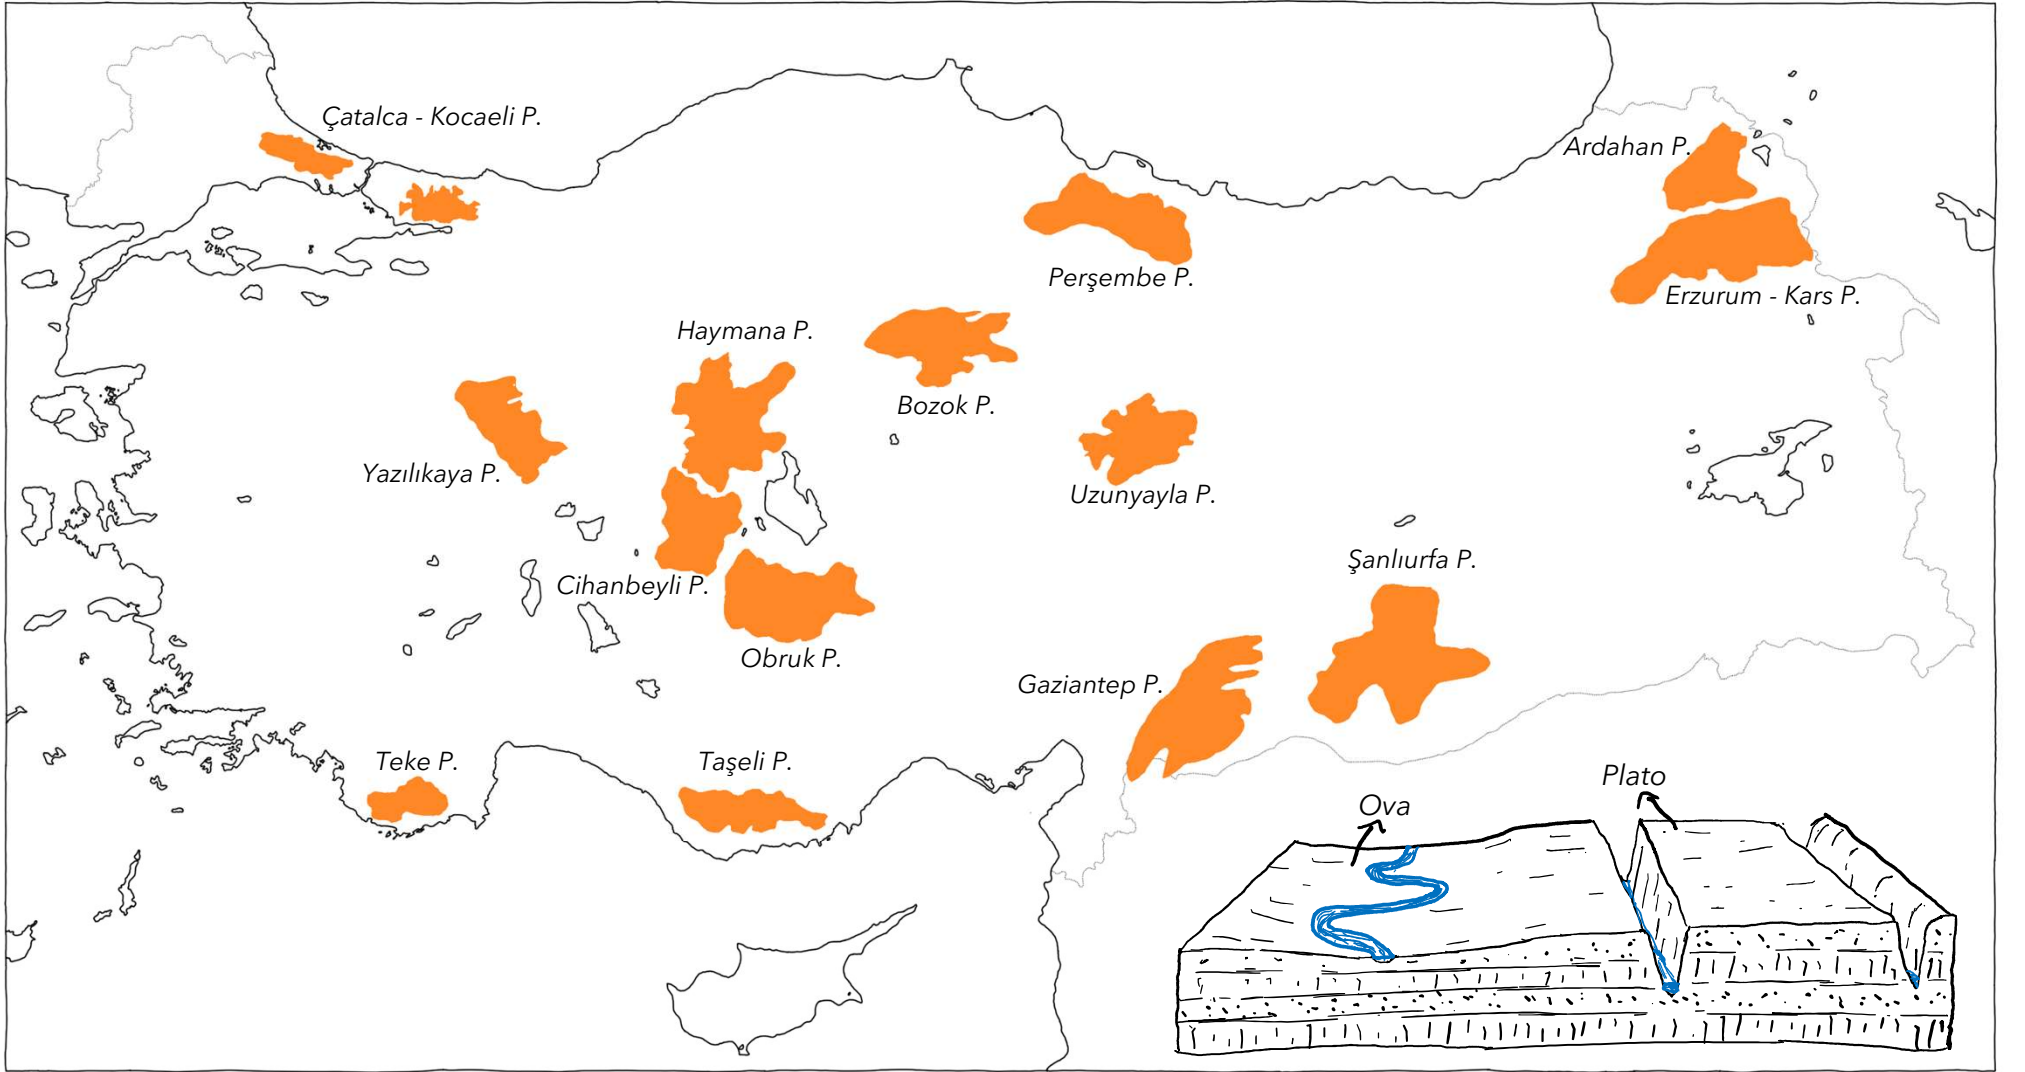 Çatalca - Kocaeli P.
Ardahan P.
Perşembe P.
Erzurum - Kars P.
Haymana P.
Bozok P.
Yazılıkaya P.
Uzunyayla P.
Şanlıurfa P.
Cihanbeyli P.
Obruk P.
Gaziantep P.
Teke P.
Taşeli P.
Plato
Ova